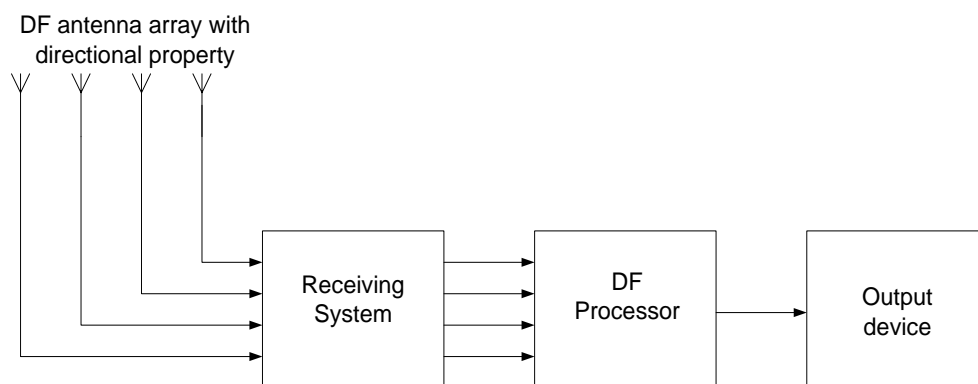 DF antenna array with
directional property
Receiving
System
DF
Processor
Output
device